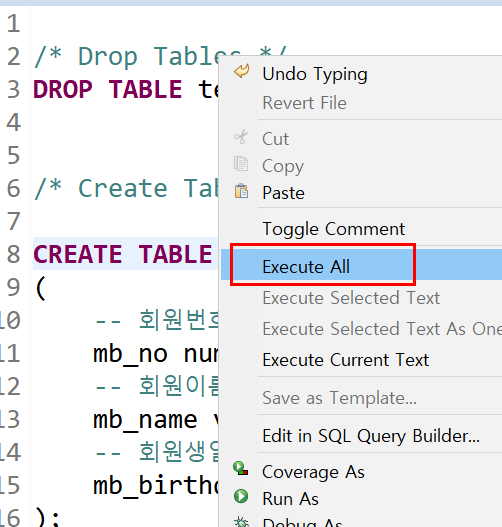 1
2 /* Drop Tables */
3 DROP TABLE te
4
5
6 /* Create Tab
7
8 CREATE TABLE
9 (
10 -- 회원번호
11 mb_no num
12 -- 회원이름
13 mb_name v
14 -- 회원생일
15 mb_birthd
16 );
Undo Typing
Revert File
Cut
Copy
Paste
Toggle Comment
Execute All
Execute Selected Text
Execute Selected Text As One
Execute Current Text
Save as Template...
Edit in SQL Query Builder...
Coverage As
Run As
Debug As